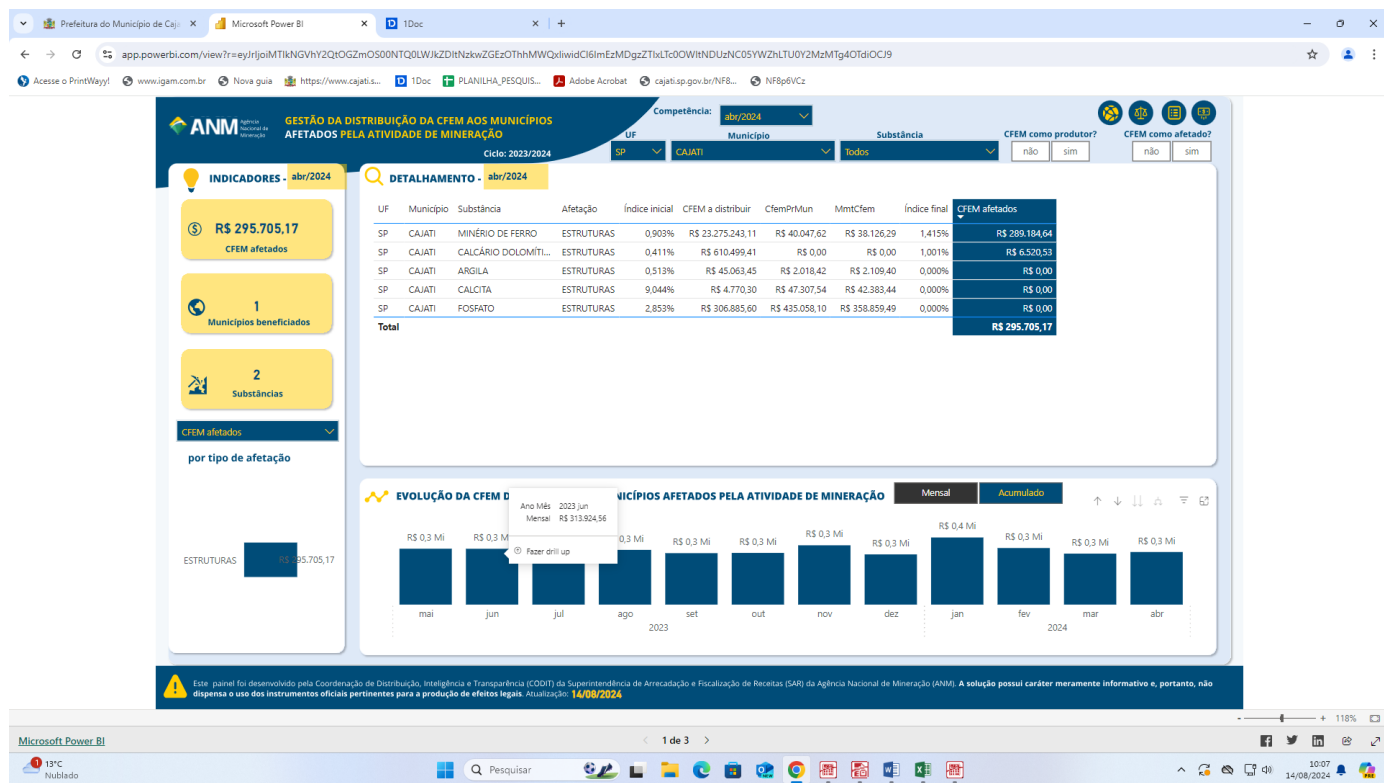 Prefeitura do Município de Caja
Microsoft Power BI
1Doc
Acesse o PrintWayy!
www.igam.com.br
Nova guia
https://www.cajati.s...
1Doc
PLANILHA_PESQUIS...
Adobe Acrobat
cajati.sp.gov.br/NF8...
NF8p6VCz
ANM Agência Nacional de Mineração
GESTÃO DA DISTRIBUIÇÃO DA CFEM AOS MUNICÍPIOS
AFETADOS PELA ATIVIDADE DE MINERAÇÃO
Ciclo: 2023/2024
Competência: abr/2024
UF Município Substância CFEM como produtor? CFEM como afetado?
SP CAJATI Todos não sim não sim
INDICADORES - abr/2024
R$ 295.705,17
CFEM afetados
1
Municípios beneficiados
2
Substâncias
CFEM afetados
por tipo de afetação
ESTRUTURAS R$ 295.705,17
DETALHAMENTO - abr/2024
UF Município Substância Afetação Índice inicial CFEM a distribuir CfemPrMun MmtCfem Índice final CFEM afetados
SP CAJATI MINÉRIO DE FERRO ESTRUTURAS 0,903% R$ 23.275.243,11 R$ 40.047,62 R$ 38.126,29 1,415% R$ 289.184,64
SP CAJATI CALCÁRIO DOLOMÍTI... ESTRUTURAS 0,411% R$ 610.499,41 R$ 0,00 R$ 0,00 1,001% R$ 6.520,53
SP CAJATI ARGILA ESTRUTURAS 0,513% R$ 45.063,45 R$ 2.018,42 R$ 2.109,40 0,000% R$ 0,00
SP CAJATI CALCITA ESTRUTURAS 9,044% R$ 4.770,30 R$ 47.307,54 R$ 42.383,44 0,000% R$ 0,00
SP CAJATI FOSFATO ESTRUTURAS 2,853% R$ 306.885,60 R$ 435.058,10 R$ 358.859,49 0,000% R$ 0,00
Total R$ 295.705,17
EVOLUÇÃO DA CFEM D NICÍPIOS AFETADOS PELA ATIVIDADE DE MINERAÇÃO
Mensal Acumulado
Ano Mês 2023 jun
Mensal R$ 313.924,56
Fazer drill up
R$ 0,3 Mi R$ 0,3 M 0,3 Mi R$ 0,3 Mi R$ 0,3 Mi R$ 0,3 Mi R$ 0,3 Mi R$ 0,4 Mi R$ 0,3 Mi R$ 0,3 Mi R$ 0,3 Mi
mai jun jul ago set out nov dez jan fev mar abr
2023 2024
Este painel foi desenvolvido pela Coordenação de Distribuição, Inteligência e Transparência (CODIT) da Superintendência de Arrecadação e Fiscalização de Receitas (SAR) da Agência Nacional de Mineração (ANM). A solução possui caráter meramente informativo e, portanto, não
dispensa o uso dos instrumentos oficiais pertinentes para a produção de efeitos legais. Atualização: 14/08/2024
- + 118%
Microsoft Power BI
1 de 3
1
13°C
Nublado
Pesquisar
10:07
14/08/2024